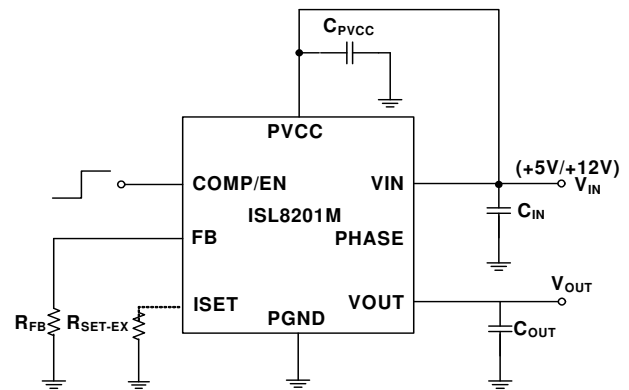 C_PVCC
PVCC
(+5V/+12V)
COMP/EN
VIN
V_IN
ISL8201M
C_IN
FB
PHASE
V_OUT
ISET
VOUT
R_FB
R_SET-EX
PGND
C_OUT